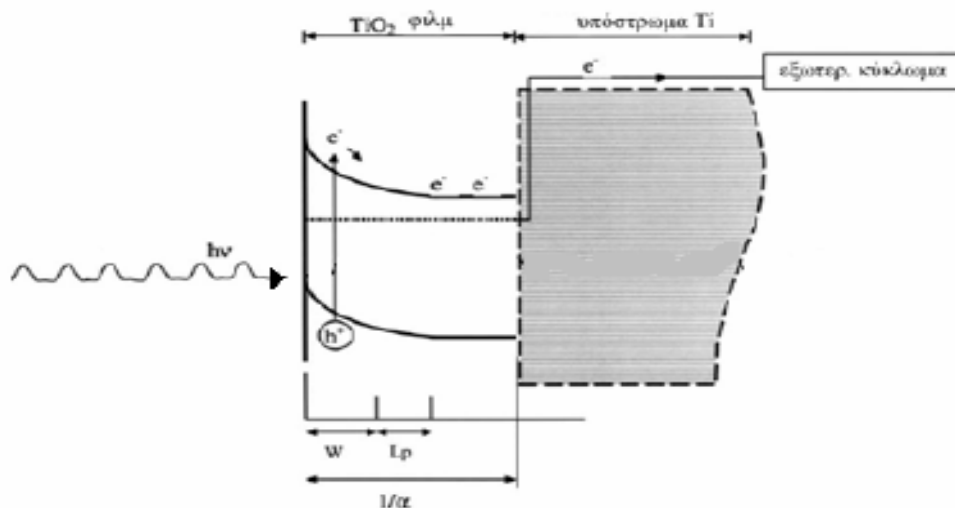 TiO₂ φιλμ
υπόστρωμα Ti
e⁻
εξωτερ. κύκλωμα
e⁻
e⁻ e⁻
hν
h⁺
W
Lp
1/α